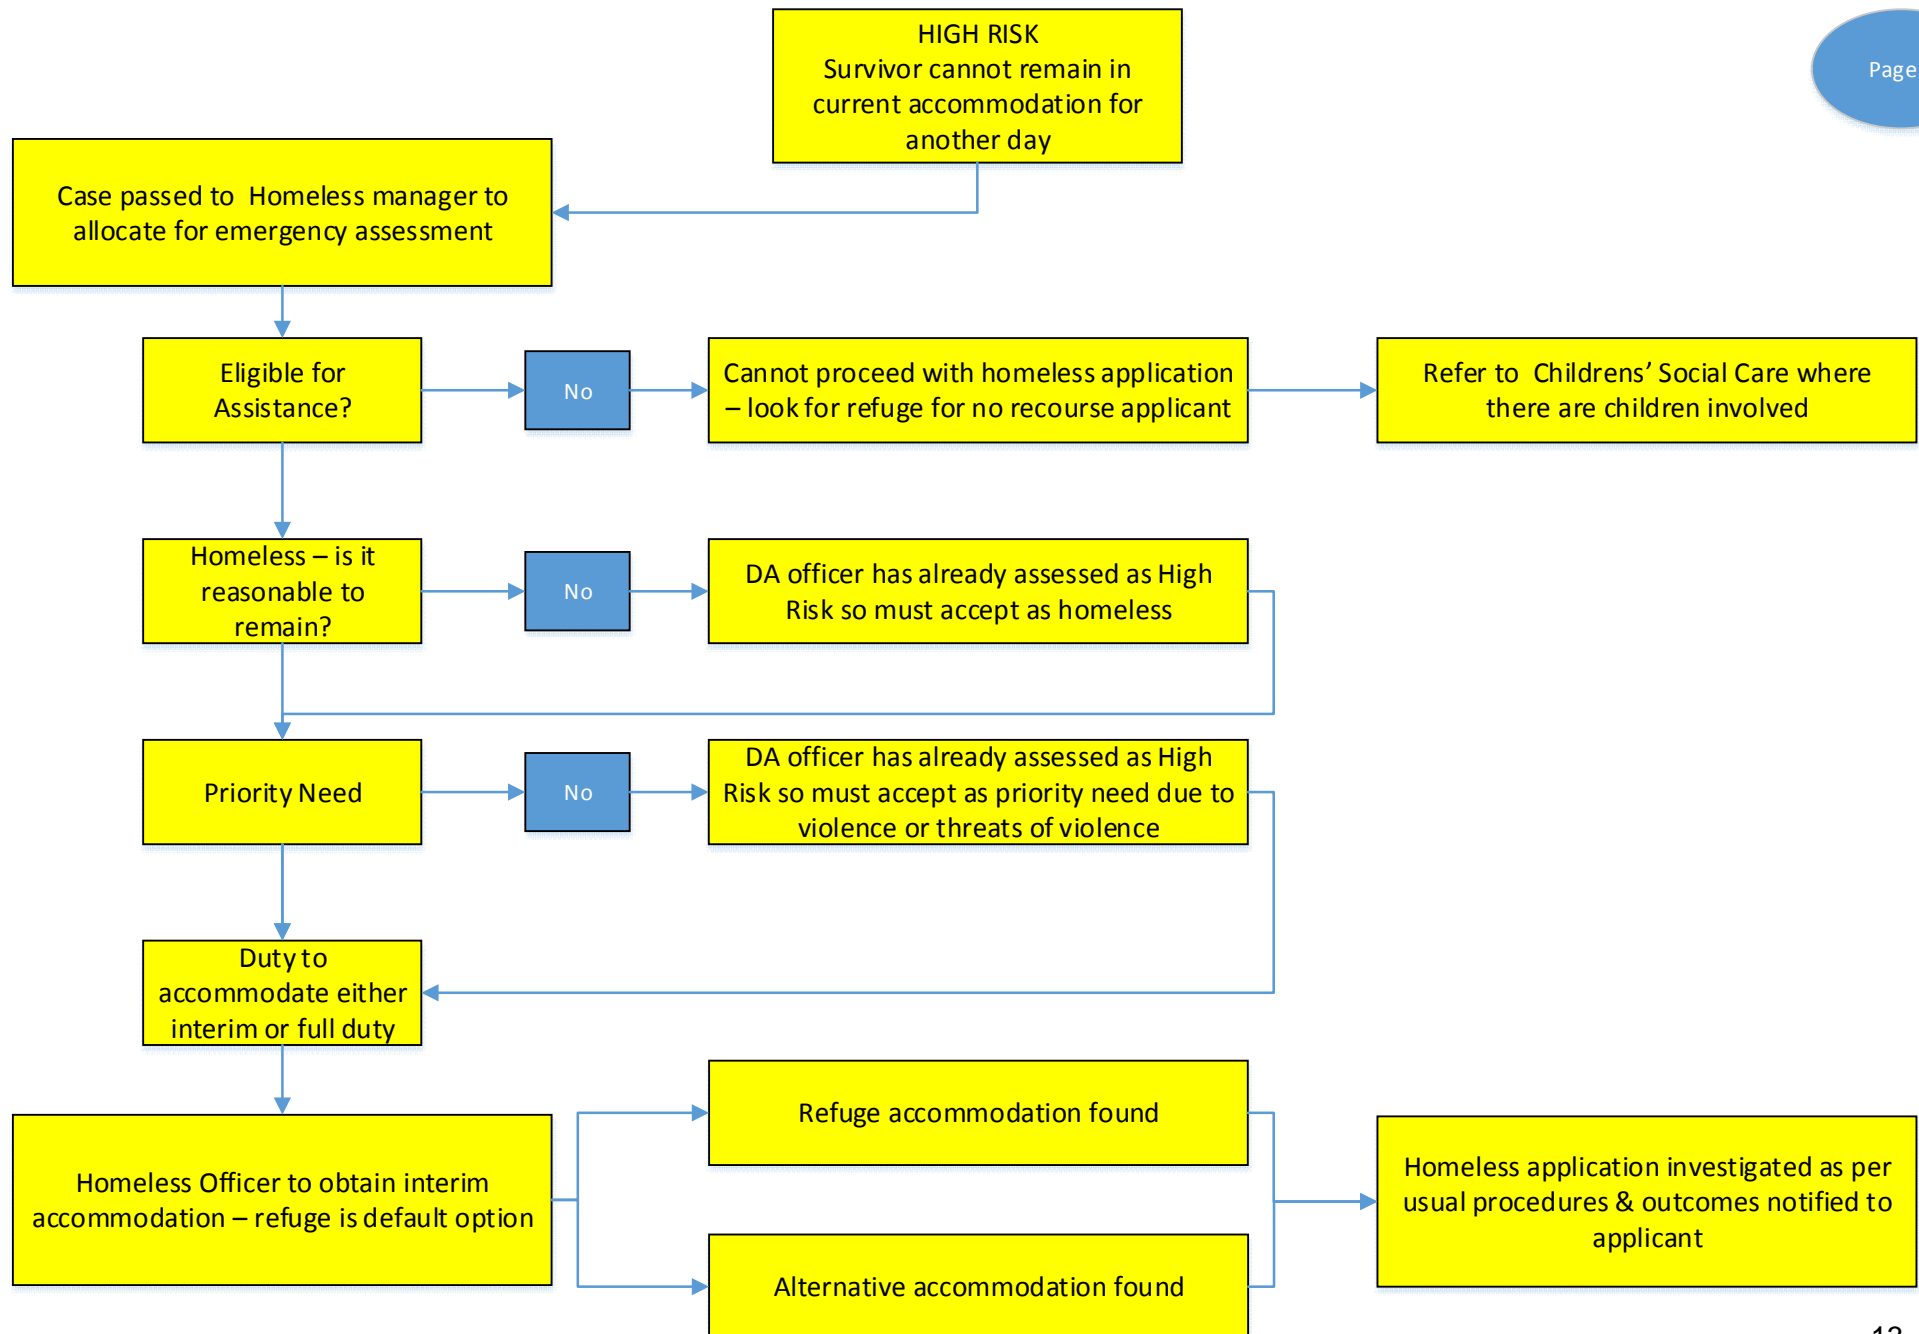 HIGH RISK
Survivor cannot remain in
current accommodation for
another day
Page
Case passed to Homeless manager to
allocate for emergency assessment
Eligible for
Assistance?
No
Cannot proceed with homeless application
– look for refuge for no recourse applicant
Refer to Childrens’ Social Care where
there are children involved
Homeless – is it
reasonable to
remain?
No
DA officer has already assessed as High
Risk so must accept as homeless
Priority Need
No
DA officer has already assessed as High
Risk so must accept as priority need due to
violence or threats of violence
Duty to
accommodate either
interim or full duty
Homeless Officer to obtain interim
accommodation – refuge is default option
Refuge accommodation found
Alternative accommodation found
Homeless application investigated as per
usual procedures & outcomes notified to
applicant